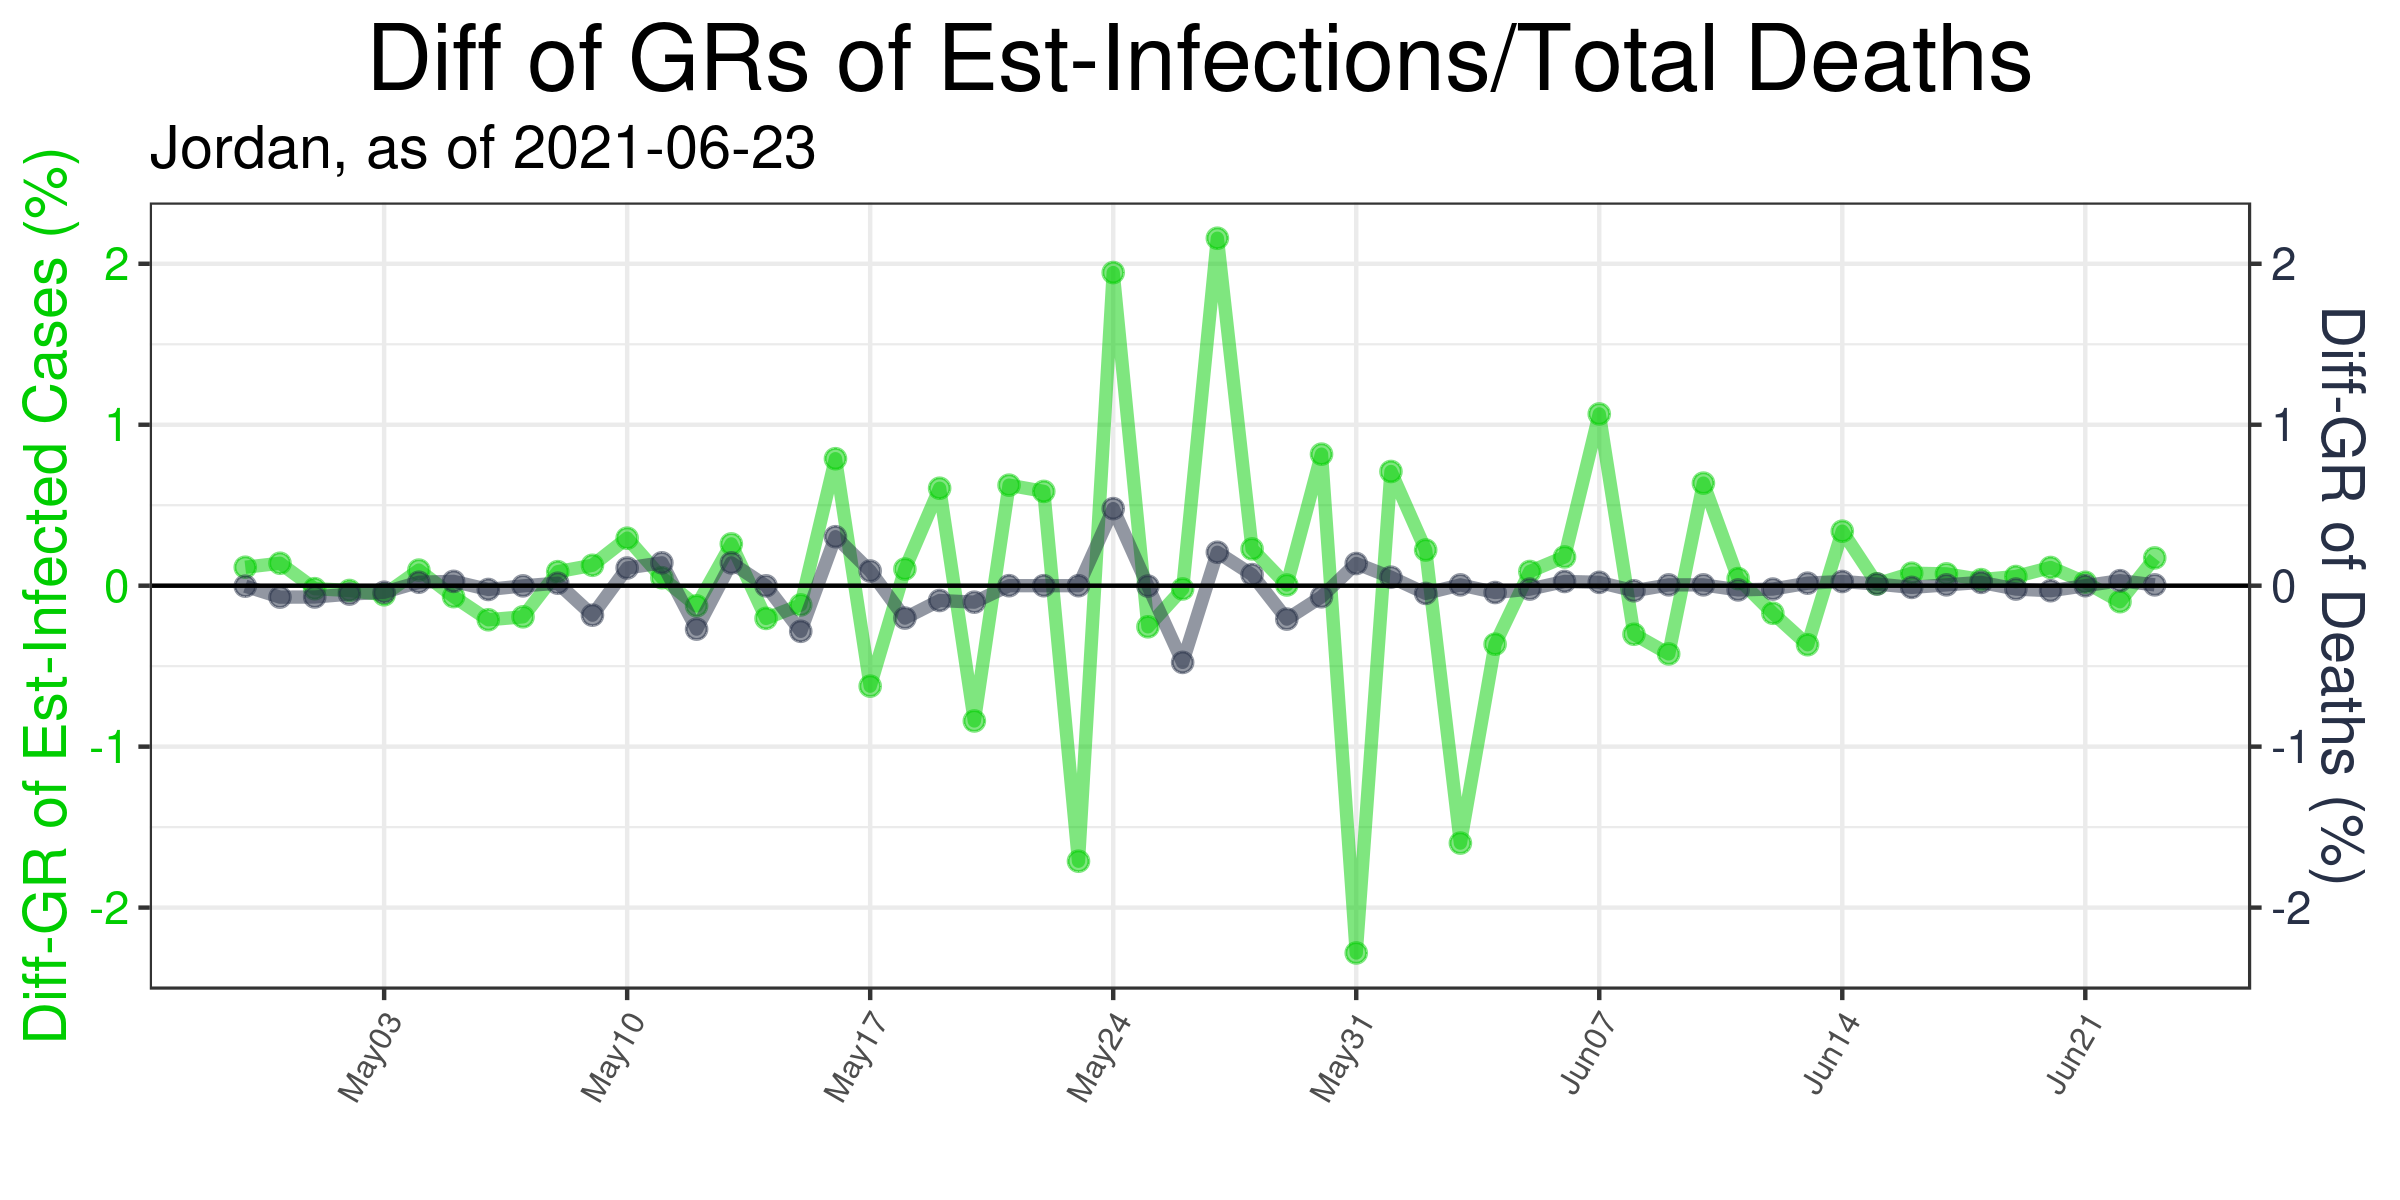 Diff of GRs of Est-Infections/Total Deaths
Jordan, as of 2021-06-23
Diff-GR of Est-Infected Cases (%)
2
1
0
-1
-2
2
1
0
-1
-2
Diff-GR of Deaths (%)
May03
May10
May17
May24
May31
Jun07
Jun14
Jun21